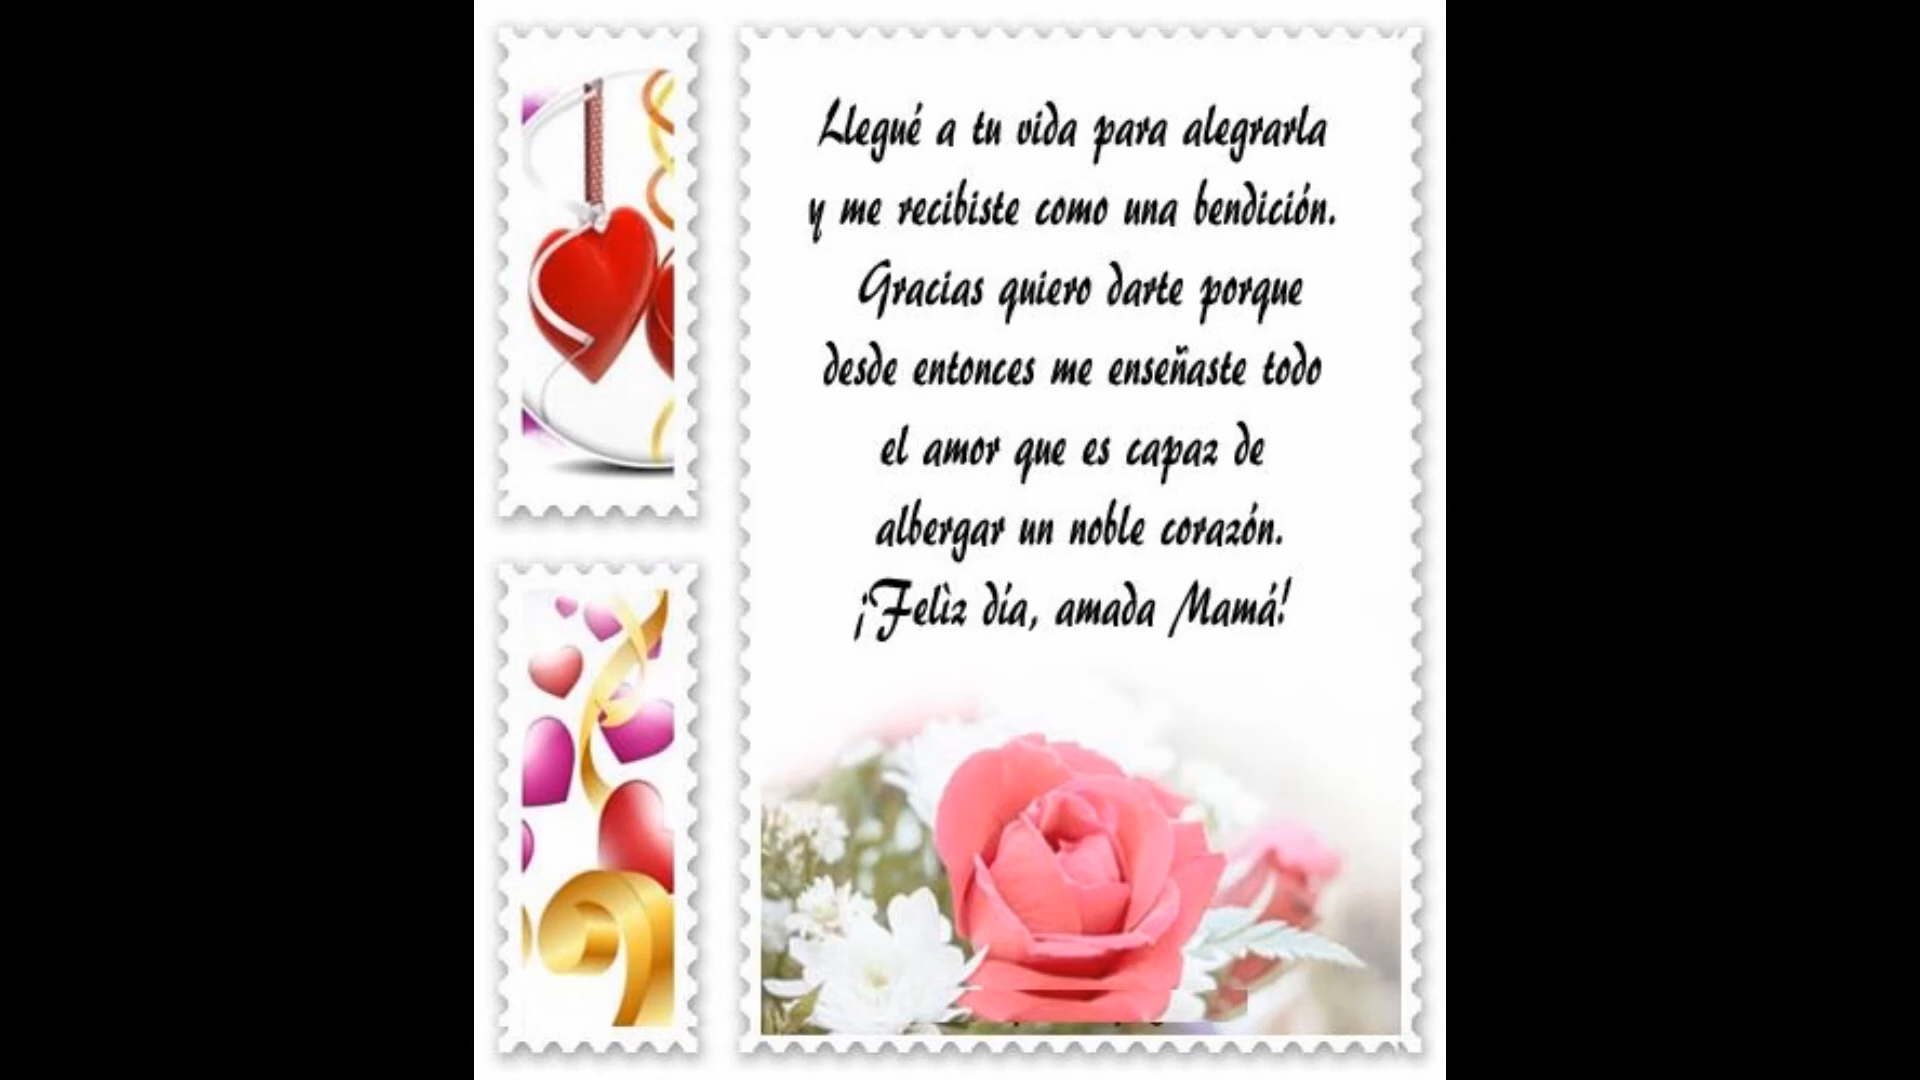 Llegué a tu vida para alegrarla
y me recibiste como una bendición.
Gracias quiero darte porque
desde entonces me enseñaste todo
el amor que es capaz de
albergar un noble corazón.
¡Feliz día, amada Mamá!